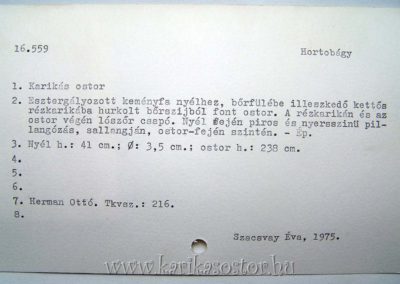 16.559 Hortobágy
1. Karikás ostor
2. Esztergályozott keményfa nyélhez, bőrfülébe illeszkedő kettős
rézkarikába hurkolt bőrszíjból font ostor. A rézkarikán és az
ostor végén lószőr csapó. Nyél fején piros és nyersszinű pil-
langózás, sallangján, ostor-fején szintén. - Ép.
3. Nyél h.: 41 cm.; Ø: 3,5 cm.; ostor h.: 238 cm.
4.
5.
6.
7. Herman Ottó. Tkvsz.: 216.
8.
Szacsvay Éva, 1975.
www.karikasostor.hu